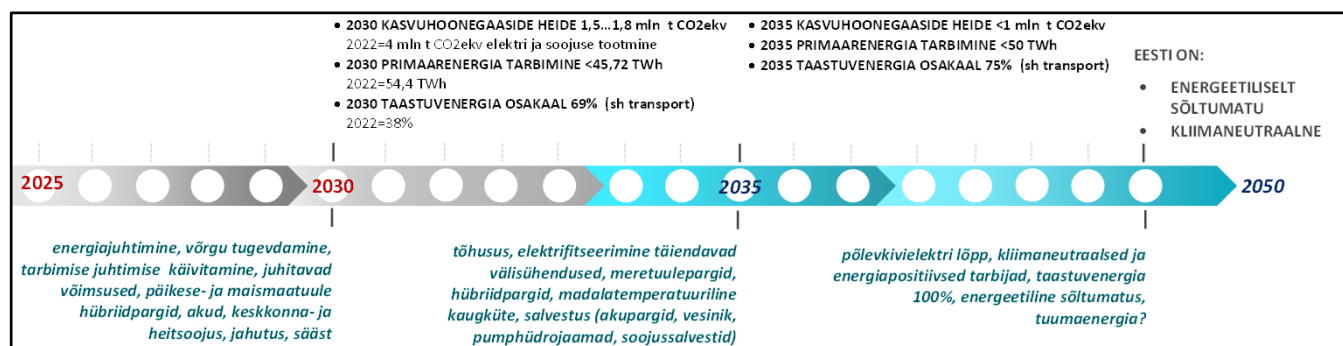 • 2030 KASVUHOONEGAASIDE HEIDE 1,5…1,8 mln t CO2ekv
2022=4 mln t CO2ekv elektri ja soojuse tootmine
• 2030 PRIMAARENERGIA TARBIMINE <45,72 TWh
2022=54,4 TWh
• 2030 TAASTUVENERGIA OSAKAAL 69% (sh transport)
2022=38%
• 2035 KASVUHOONEGAASIDE HEIDE <1 mln t CO2ekv
• 2035 PRIMAARENERGIA TARBIMINE <50 TWh
• 2035 TAASTUVENERGIA OSAKAAL 75% (sh transport)
EESTI ON:
• ENERGEETILISELT
SÕLTUMATU
• KLIIMANEUTRAALNE
2025
2030
2035
2050
energiajuhtimine, võrgu tugevdamine,
tarbimise juhtimise käivitamine, juhitavad
võimsused, päikese- ja maismaatuule
hübriidpargid, akud, keskkonna- ja
heitsoojus, jahutus, sääst
tõhusus, elektrifitseerimine täiendavad
välisühendused, meretuulepargid,
hübriidpargid, madalatemperatuuriline
kaugküte, salvestus (akupargid, vesinik,
pumphüdrojaamad, soojussalvestid)
põlevkivielektri lõpp, kliimaneutraalsed ja
energiapositiivsed tarbijad, taastuvenergia
100%, energeetiline sõltumatus,
tuumaenergia?